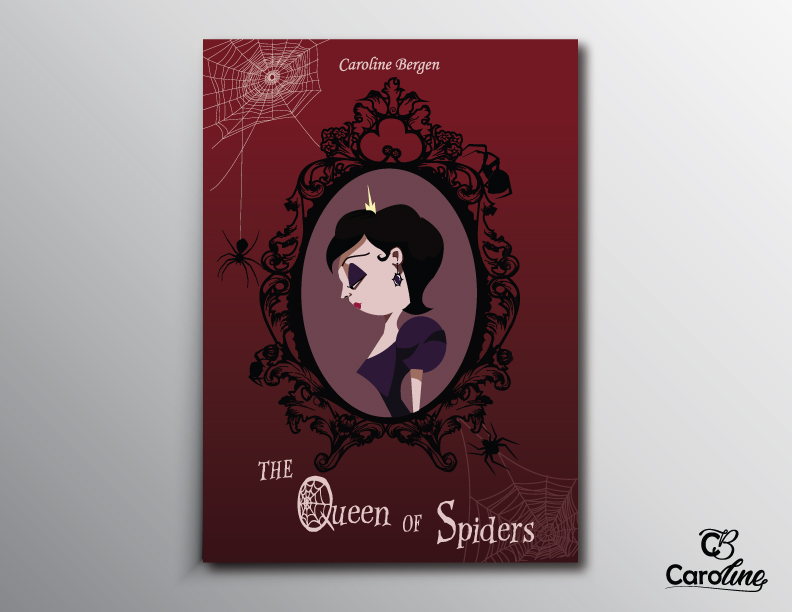 Caroline Bergen
THE
Queen OF Spiders
CB
Caroline